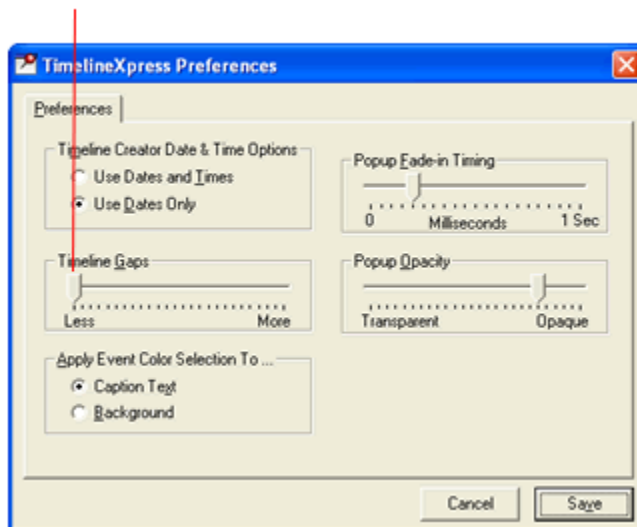 TimelineXpress Preferences
Preferences
Timeline Creator Date & Time Options
Use Dates and Times
Use Dates Only
Popup Fade-in Timing
0 Milliseconds 1 Sec
Timeline Gaps
Less More
Popup Opacity
Transparent Opaque
Apply Event Color Selection To ...
Caption Text
Background
Cancel Save